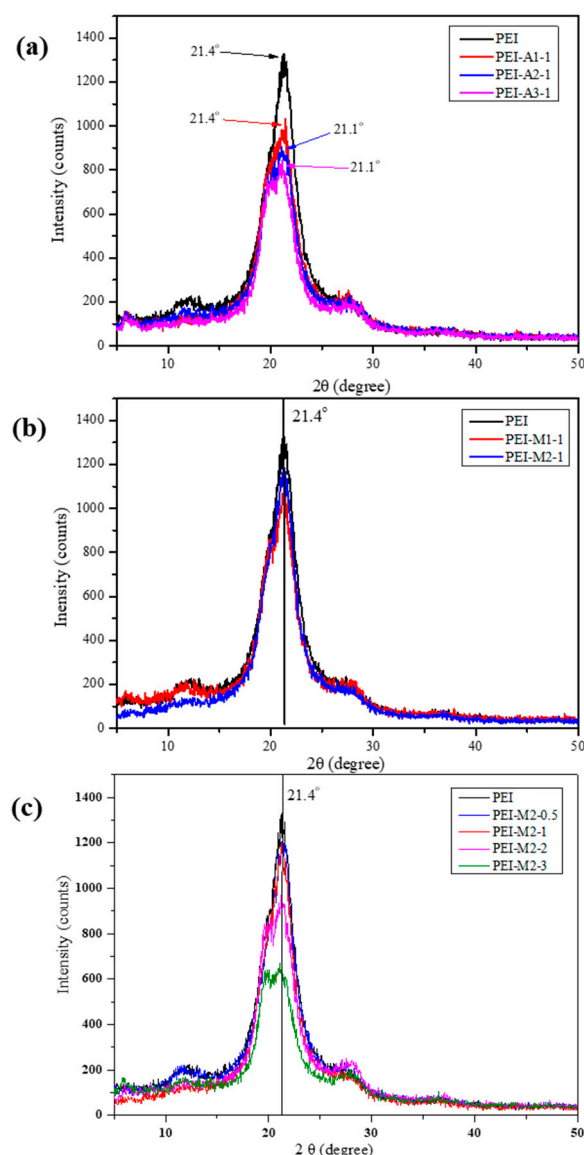 (a)
1400
1200
1000
800
600
400
200
0
Intensity (counts)
21.4°
21.4°
21.1°
21.1°
PEI
PEI-A1-1
PEI-A2-1
PEI-A3-1
10 20 30 40 50
2θ (degree)
(b)
1400
1200
1000
800
600
400
200
0
Inensity (counts)
21.4°
PEI
PEI-M1-1
PEI-M2-1
10 20 30 40 50
2θ (degree)
(c)
1400
1200
1000
800
600
400
200
0
Intensity (counts)
21.4°
PEI
PEI-M2-0.5
PEI-M2-1
PEI-M2-2
PEI-M2-3
10 20 30 40 50
2 θ (degree)